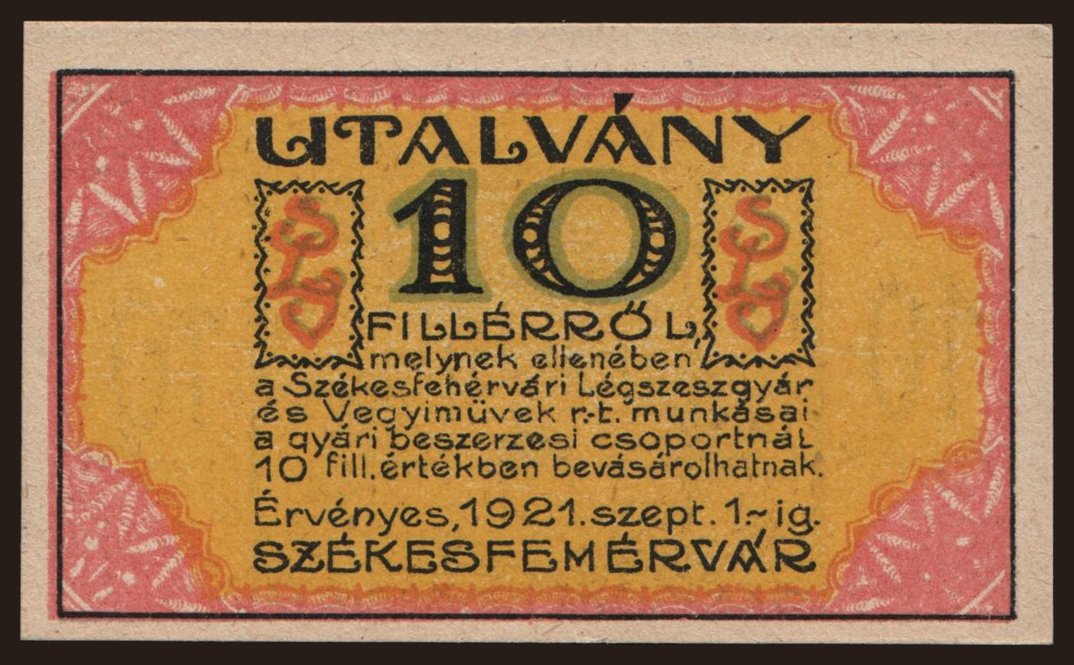 UTALVÁNY
10
FILLÉRRŐL,
melynek ellenében
a Székesfehérvári Légszeszgyár
és Vegyiművek r.-t. munkásai
a gyári beszerzesi csoportnál
10 fill. értékben bevásárolhatnak.
Érvényes, 1921. szept. 1.~ig.
SZÉKESFEHÉRVÁR